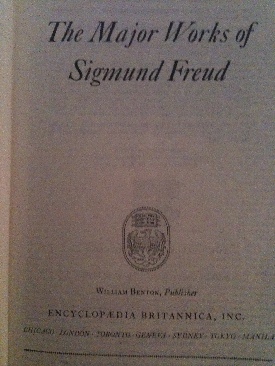 The Major Works of
Sigmund Freud
WILLIAM BENTON, Publisher
ENCYCLOPÆDIA BRITANNICA, INC.
CHICAGO · LONDON · TORONTO · GENEVA · SYDNEY · TOKYO · MANILA